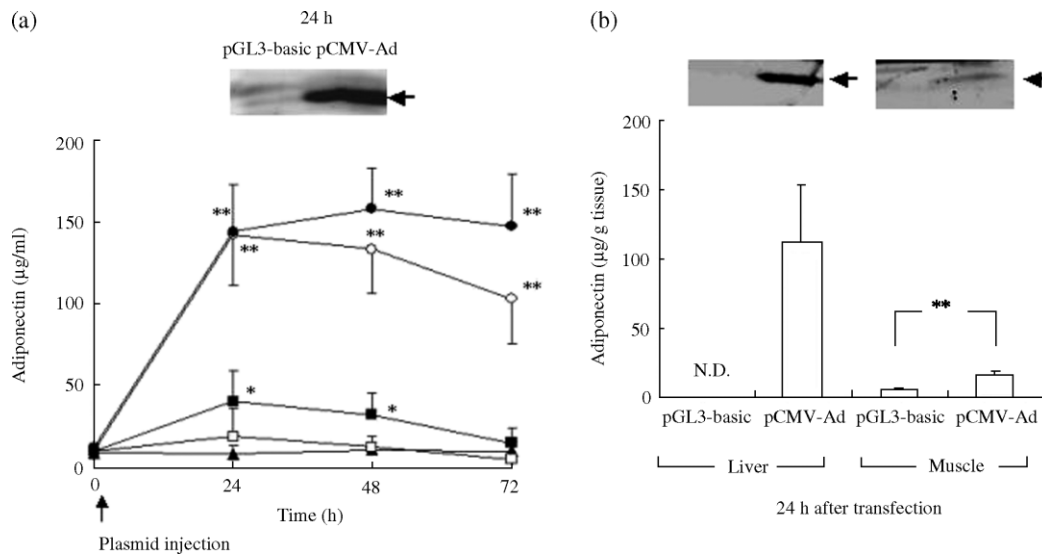 (a)
24 h
pGL3-basic pCMV-Ad
200
150
100
50
0
Adiponectin (μg/ml)
** ** **
** ** **
* *
0 24 48 72
Time (h)
Plasmid injection
(b)
200
150
100
50
0
Adiponectin (μg/ g tissue)
N.D.
**
pGL3-basic pCMV-Ad pGL3-basic pCMV-Ad
Liver Muscle
24 h after transfection